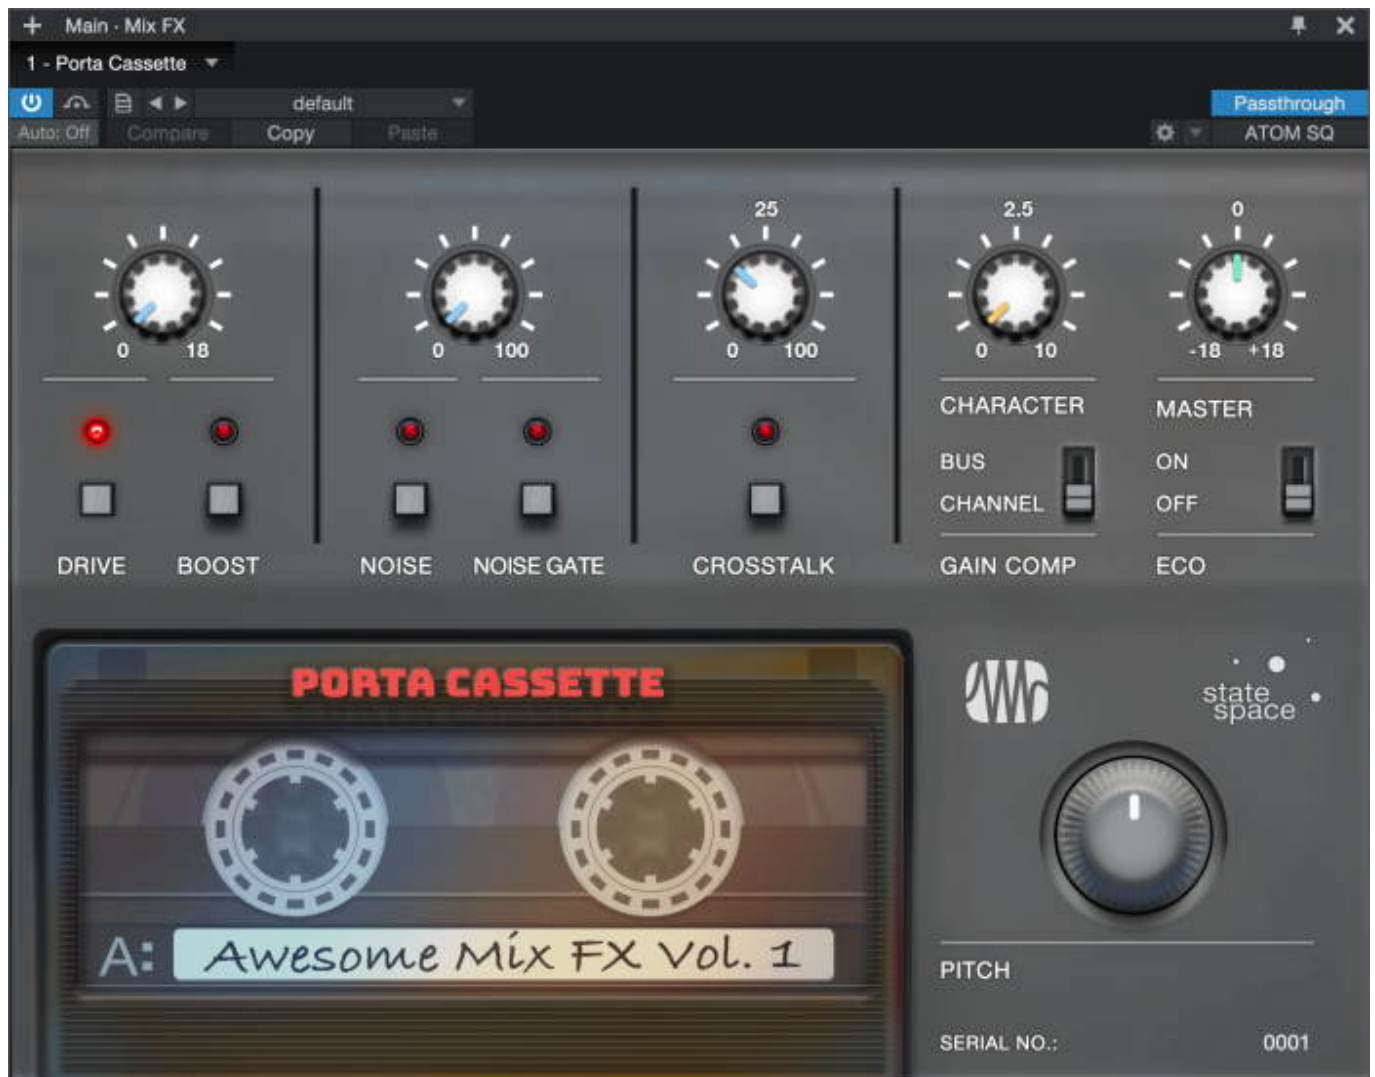 Main · Mix FX
1 - Porta Cassette
default
Passthrough
Auto: Off Compare Copy Paste ATOM SQ
25 2.5 0
0 18 0 100 0 100 0 10 -18 +18
CHARACTER MASTER
BUS ON
CHANNEL OFF
DRIVE BOOST NOISE NOISE GATE CROSSTALK GAIN COMP ECO
PORTA CASSETTE
state
space
A: Awesome Mix FX Vol. 1
PITCH
SERIAL NO.: 0001